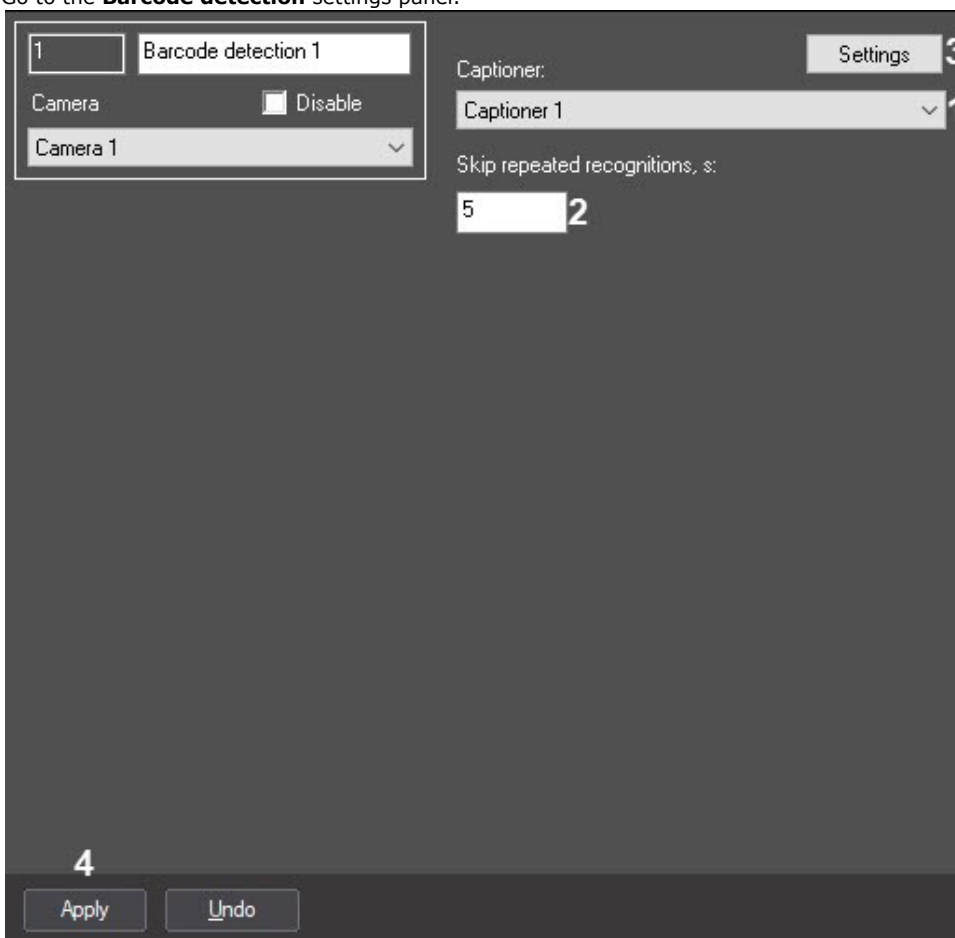 Go to the Barcode detection settings panel.
1 Barcode detection 1
Settings 3
Captioner:
Camera Disable
Captioner 1 1
Camera 1
Skip repeated recognitions, s:
5 2
4
Apply Undo